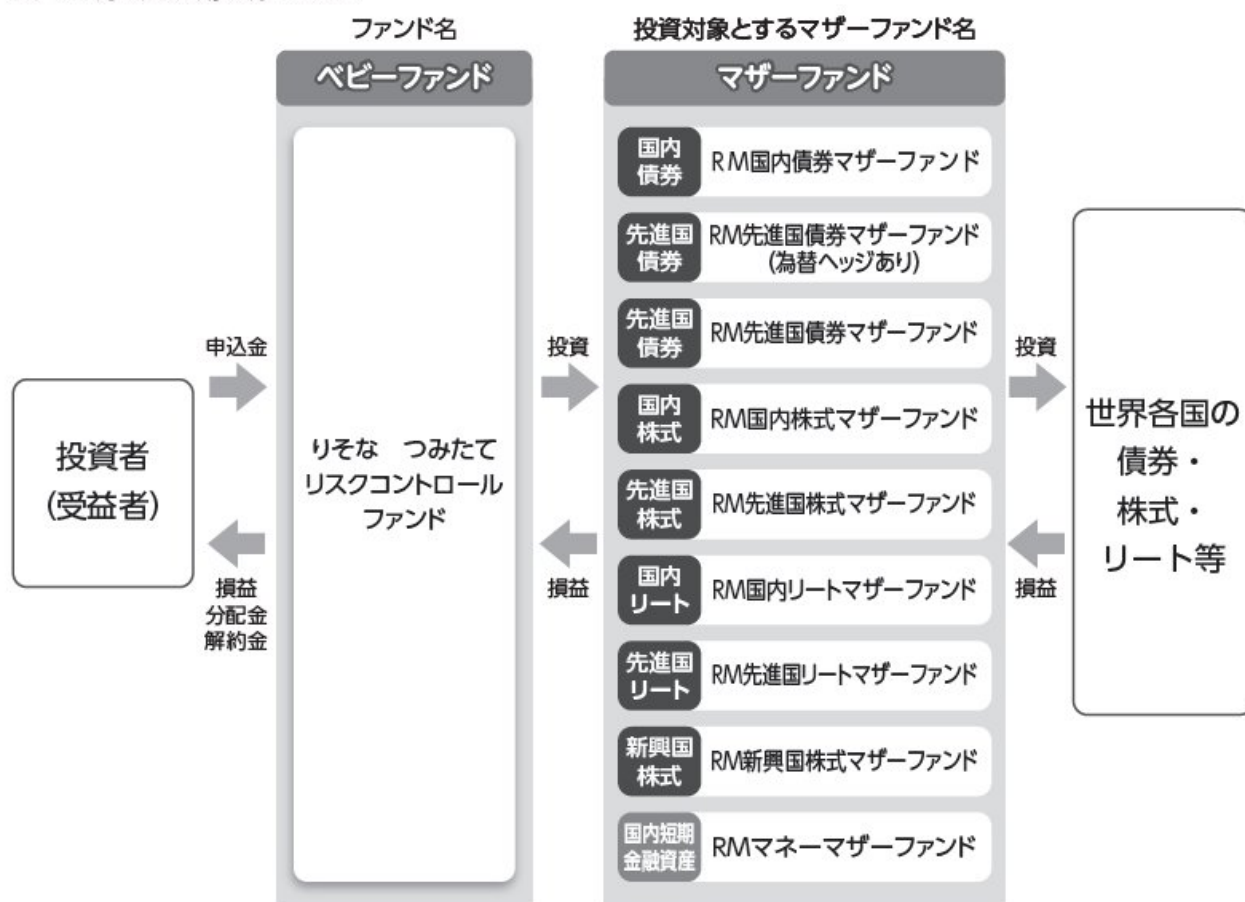 ファンド名
ベビーファンド
投資対象とするマザーファンド名
マザーファンド
投資者
(受益者)
申込金
損益
分配金
解約金
りそな　つみたて
リスクコントロール
ファンド
投資
損益
国内
債券
RM国内債券マザーファンド
先進国
債券
RM先進国債券マザーファンド
(為替ヘッジあり)
先進国
債券
RM先進国債券マザーファンド
国内
株式
RM国内株式マザーファンド
先進国
株式
RM先進国株式マザーファンド
国内
リート
RM国内リートマザーファンド
先進国
リート
RM先進国リートマザーファンド
新興国
株式
RM新興国株式マザーファンド
国内短期
金融資産
RMマネーマザーファンド
投資
損益
世界各国の
債券・
株式・
リート等